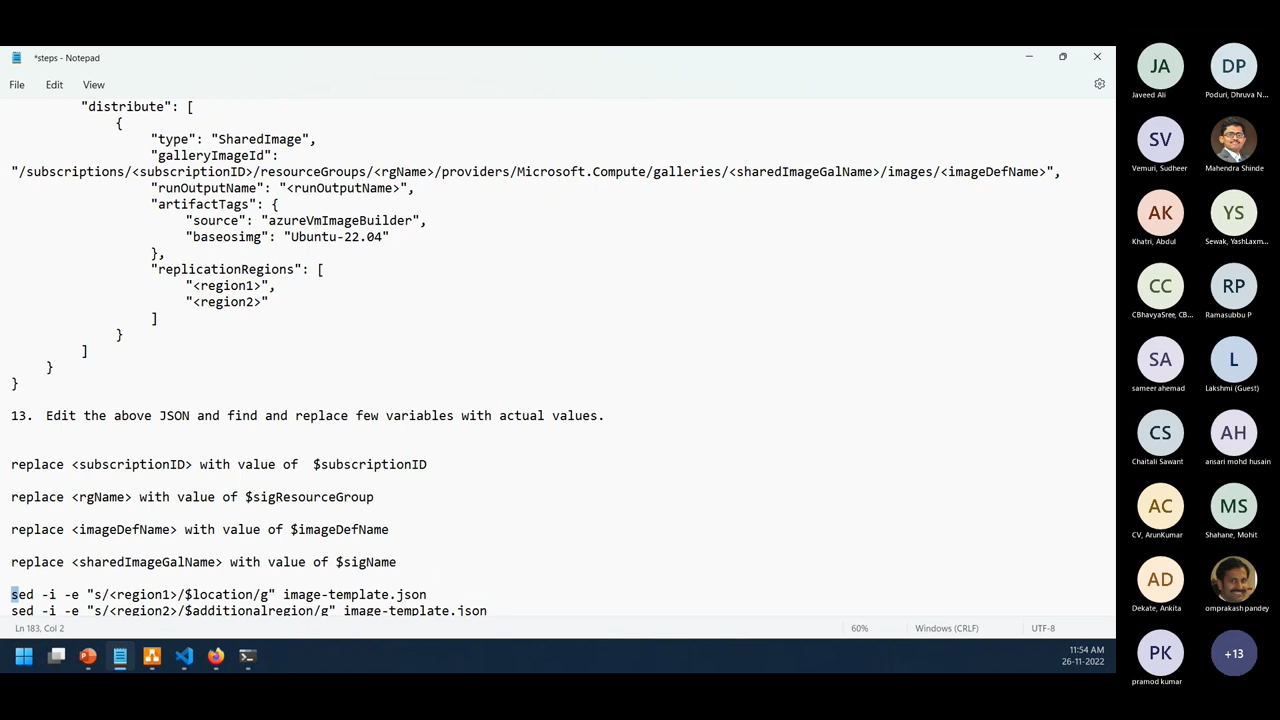 *steps - Notepad
File Edit View
"distribute": [
{
"type": "SharedImage",
"galleryImageId":
"/subscriptions/<subscriptionID>/resourceGroups/<rgName>/providers/Microsoft.Compute/galleries/<sharedImageGalName>/images/<imageDefName>",
"runOutputName": "<runOutputName>",
"artifactTags": {
"source": "azureVmImageBuilder",
"baseosimg": "Ubuntu-22.04"
},
"replicationRegions": [
"<region1>",
"<region2>"
]
}
]
}
}
13. Edit the above JSON and find and replace few variables with actual values.
replace <subscriptionID> with value of $subscriptionID
replace <rgName> with value of $sigResourceGroup
replace <imageDefName> with value of $imageDefName
replace <sharedImageGalName> with value of $sigName
sed -i -e "s/<region1>/$location/g" image-template.json
sed -i -e "s/<region2>/$additionalregion/g" image-template.json
Ln 183, Col 2 60% Windows (CRLF) UTF-8
11:54 AM
26-11-2022
JA DP
Javeed Ali Poduri, Dhruva N...
SV
Vemuri, Sudheer Mahendra Shinde
AK YS
Khatri, Abdul Sewak, YashLaxm...
CC RP
CBhavyaSree, CB... Ramasubbu P
SA L
sameer ahemad Lakshmi (Guest)
CS AH
Chaitali Sawant ansari mohd husain
AC MS
CV, ArunKumar Shahane, Mohit
AD
Dekate, Ankita omprakash pandey
PK +13
pramod kumar